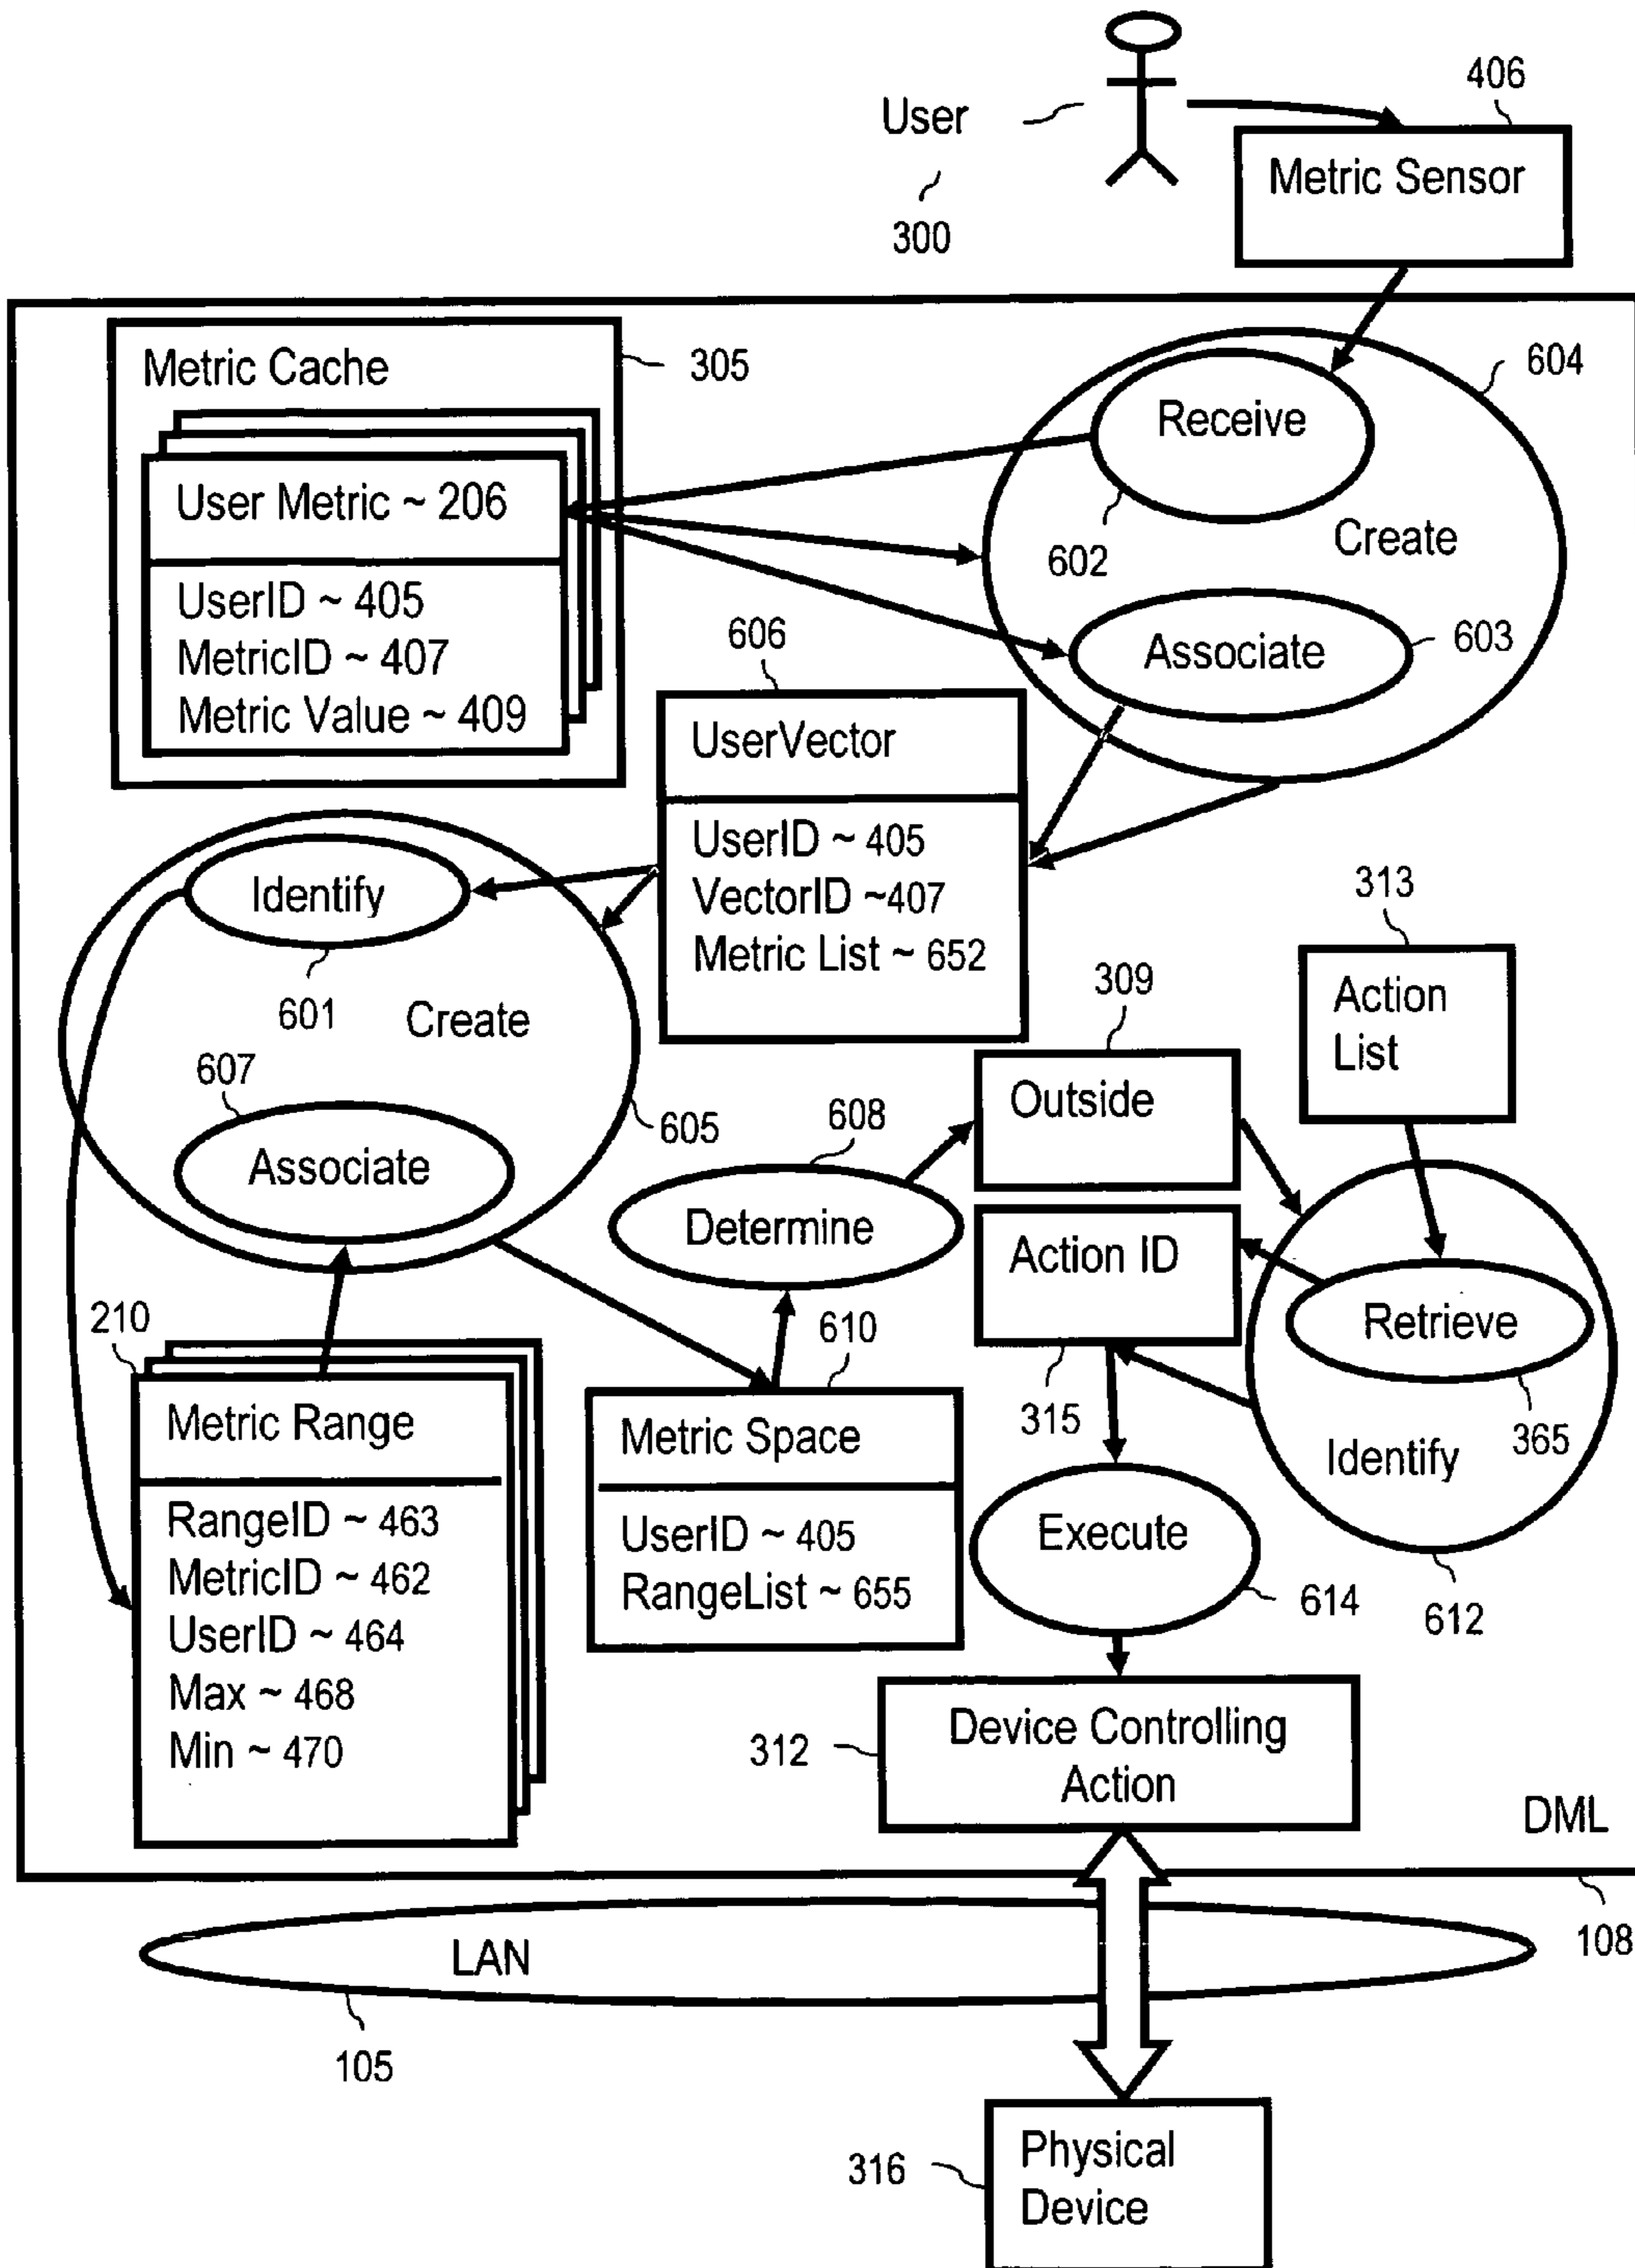 406
User
Metric Sensor
300
Metric Cache
305
604
Receive
User Metric ~ 206
602
Create
UserID ~ 405
MetricID ~ 407
Metric Value ~ 409
606
Associate
603
UserVector
UserID ~ 405
VectorID ~407
Metric List ~ 652
Identify
601
Create
313
Action
List
309
Outside
607
Associate
605
608
Determine
Action ID
Retrieve
365
Identify
612
210
Metric Range
RangeID ~ 463
MetricID ~ 462
UserID ~ 464
Max ~ 468
Min ~ 470
610
Metric Space
UserID ~ 405
RangeList ~ 655
315
Execute
614
312
Device Controlling
Action
DML
108
LAN
105
316
Physical
Device